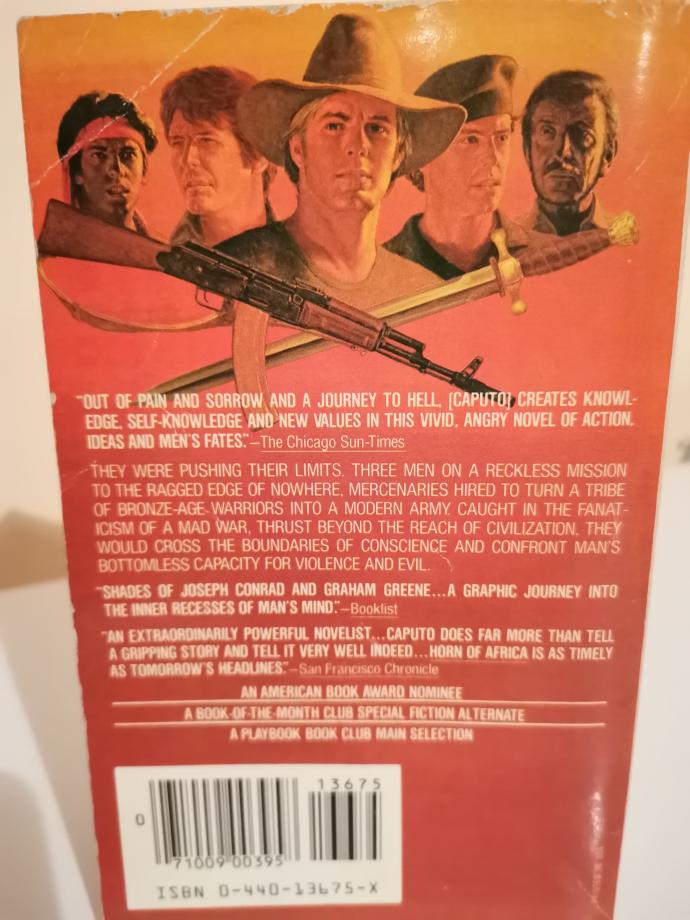 "OUT OF PAIN AND SORROW AND A JOURNEY TO HELL, [CAPUTO] CREATES KNOWL-
EDGE, SELF-KNOWLEDGE AND NEW VALUES IN THIS VIVID, ANGRY NOVEL OF ACTION,
IDEAS AND MEN'S FATES."—The Chicago Sun-Times
THEY WERE PUSHING THEIR LIMITS. THREE MEN ON A RECKLESS MISSION
TO THE RAGGED EDGE OF NOWHERE, MERCENARIES HIRED TO TURN A TRIBE
OF BRONZE-AGE WARRIORS INTO A MODERN ARMY. CAUGHT IN THE FANAT-
ICISM OF A MAD WAR, THRUST BEYOND THE REACH OF CIVILIZATION, THEY
WOULD CROSS THE BOUNDARIES OF CONSCIENCE AND CONFRONT MAN'S
BOTTOMLESS CAPACITY FOR VIOLENCE AND EVIL.
"SHADES OF JOSEPH CONRAD AND GRAHAM GREENE...A GRAPHIC JOURNEY INTO
THE INNER RECESSES OF MAN'S MIND."—Booklist
"AN EXTRAORDINARILY POWERFUL NOVELIST...CAPUTO DOES FAR MORE THAN TELL
A GRIPPING STORY AND TELL IT VERY WELL INDEED...HORN OF AFRICA IS AS TIMELY
AS TOMORROW'S HEADLINES."—San Francisco Chronicle
AN AMERICAN BOOK AWARD NOMINEE
A BOOK-OF-THE-MONTH CLUB SPECIAL FICTION ALTERNATE
A PLAYBOOK BOOK CLUB MAIN SELECTION
13675
0
71009 00395
ISBN 0-440-13675-X